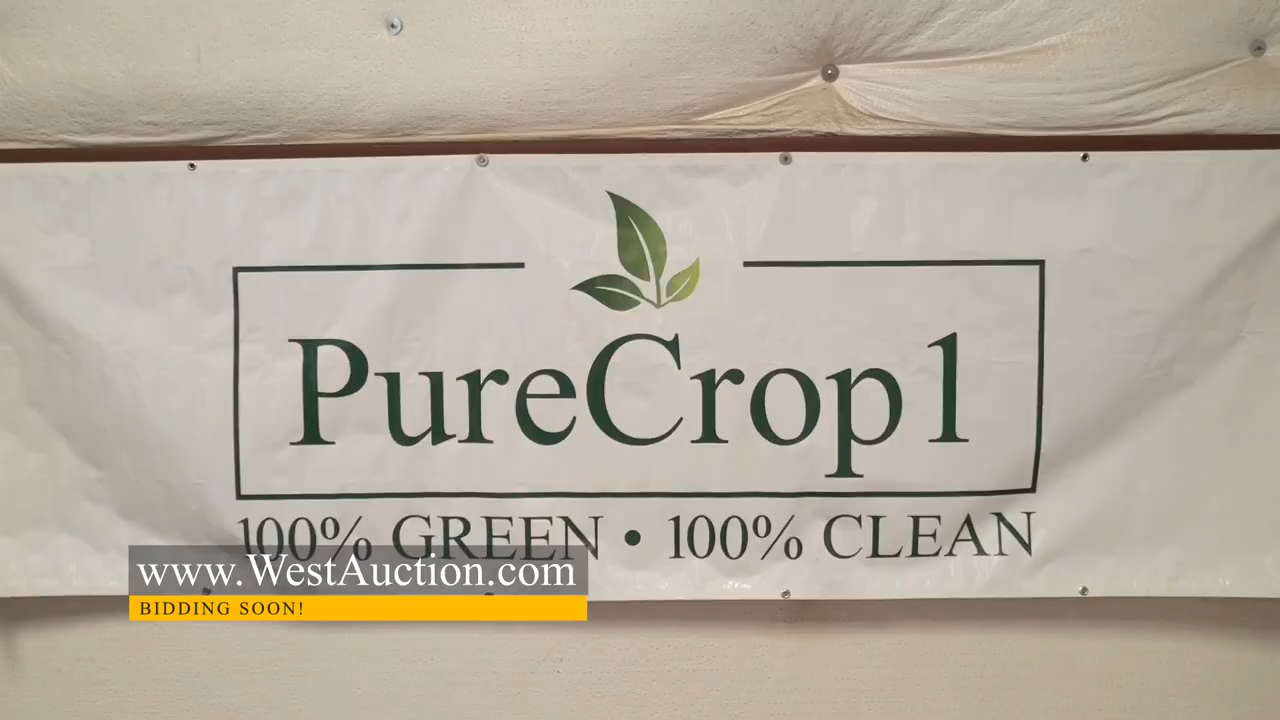 PureCrop1
100% GREEN • 100% CLEAN
www.WestAuction.com
BIDDING SOON!